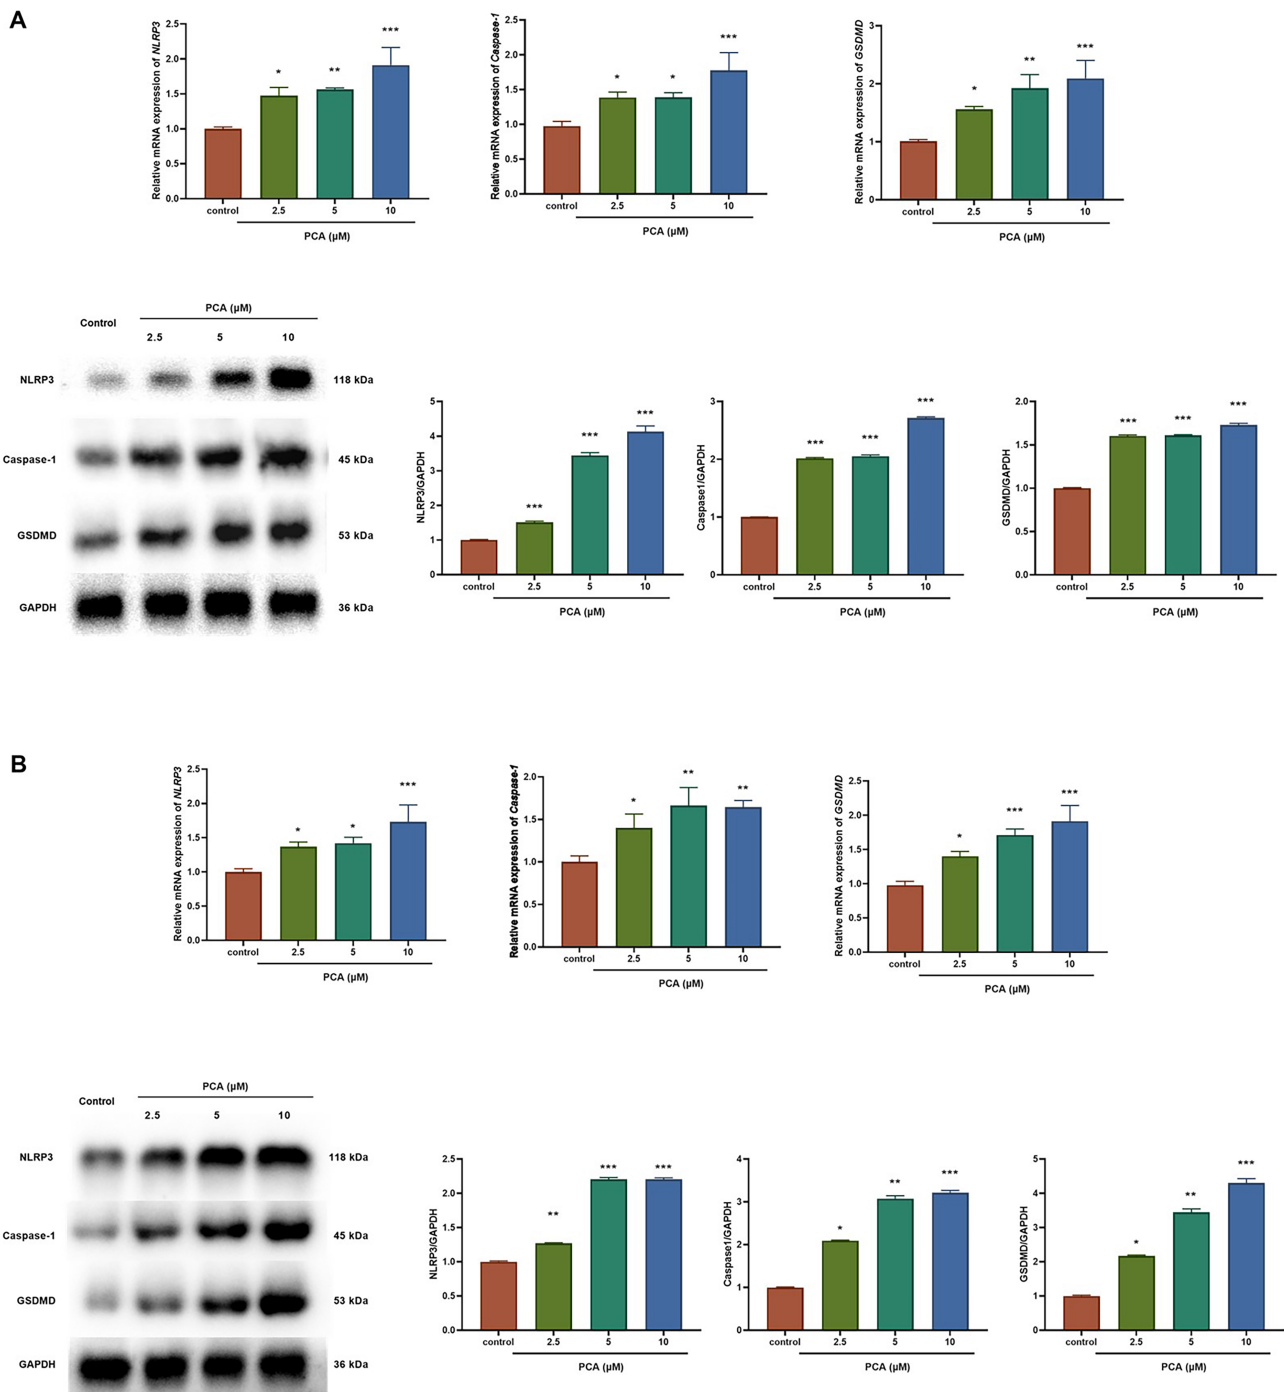 A
Relative mRNA expression of NLRP3
2.5
2.0
1.5
1.0
0.5
0.0
*
**
***
control
2.5
5
10
PCA (µM)
Relative mRNA expression of Caspase-1
2.5
2.0
1.5
1.0
0.5
0.0
*
*
***
control
2.5
5
10
PCA (µM)
Relative mRNA expression of GSDMD
3
2
1
0
*
**
***
control
2.5
5
10
PCA (µM)
PCA (µM)
Control
2.5
5
10
NLRP3
118 kDa
Caspase-1
45 kDa
GSDMD
53 kDa
GAPDH
36 kDa
NLRP3/GAPDH
5
4
3
2
1
0
***
***
***
control
2.5
5
10
PCA (µM)
Caspase1/GAPDH
3
2
1
0
***
***
***
control
2.5
5
10
PCA (µM)
GSDMD/GAPDH
2.0
1.5
1.0
0.5
0.0
***
***
***
control
2.5
5
10
PCA (µM)
B
Relative mRNA expression of NLRP3
2.5
2.0
1.5
1.0
0.5
0.0
*
*
***
control
2.5
5
10
PCA (µM)
Relative mRNA expression of Caspase-1
2.0
1.5
1.0
0.5
0.0
*
**
**
control
2.5
5
10
PCA (µM)
Relative mRNA expression of GSDMD
2.5
2.0
1.5
1.0
0.5
0.0
*
***
***
control
2.5
5
10
PCA (µM)
PCA (µM)
Control
2.5
5
10
NLRP3
118 kDa
Caspase-1
45 kDa
GSDMD
53 kDa
GAPDH
36 kDa
NLRP3/GAPDH
2.5
2.0
1.5
1.0
0.5
0.0
**
***
***
control
2.5
5
10
PCA (µM)
Caspase1/GAPDH
4
3
2
1
0
*
**
***
control
2.5
5
10
PCA (µM)
GSDMD/GAPDH
5
4
3
2
1
0
*
**
***
control
2.5
5
10
PCA (µM)